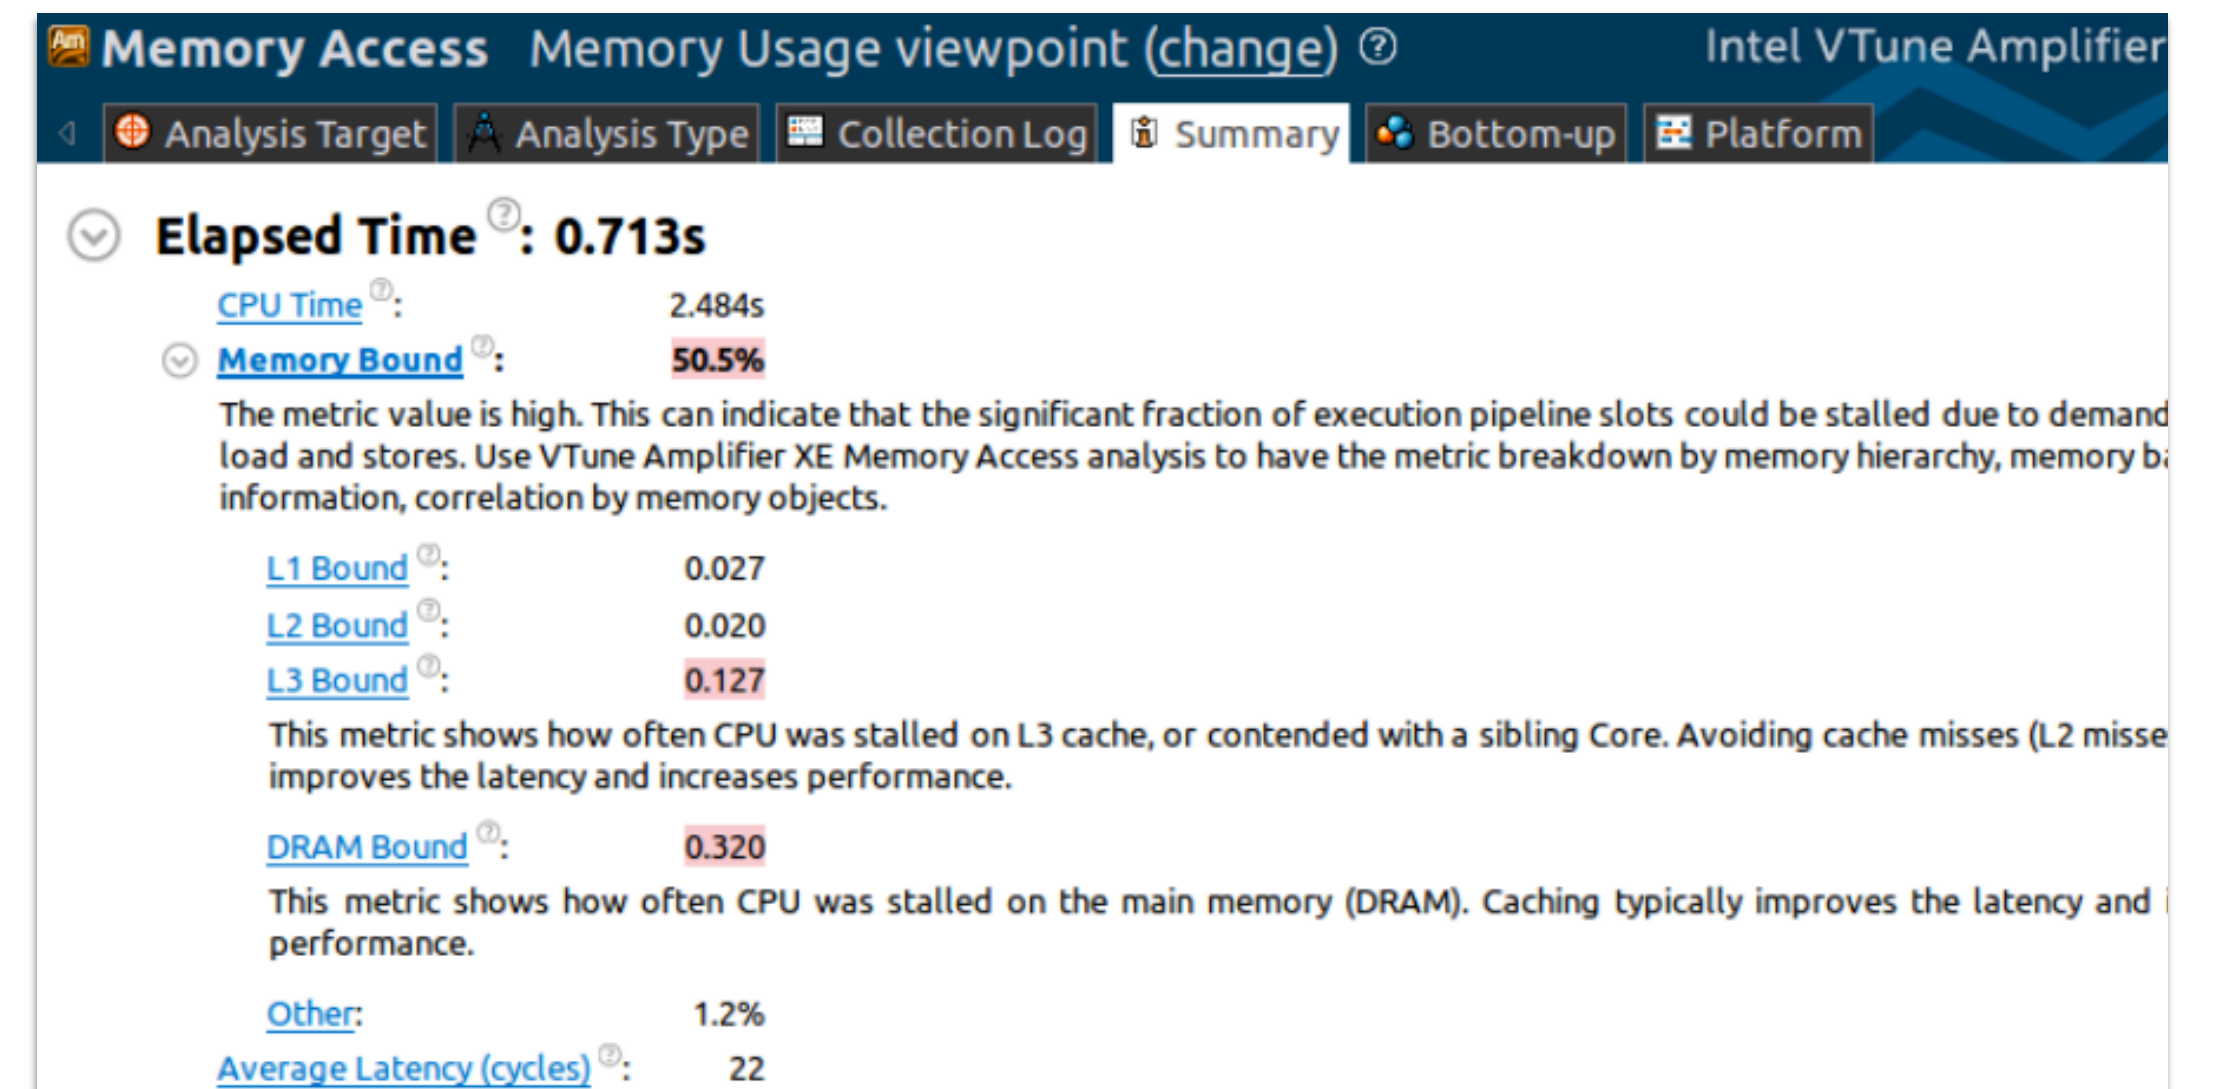 Am Memory Access Memory Usage viewpoint (change) ? Intel VTune Amplifier
Analysis Target Analysis Type Collection Log Summary Bottom-up Platform
Elapsed Time ?: 0.713s
CPU Time ?: 2.484s
Memory Bound ?: 50.5%
The metric value is high. This can indicate that the significant fraction of execution pipeline slots could be stalled due to demand
load and stores. Use VTune Amplifier XE Memory Access analysis to have the metric breakdown by memory hierarchy, memory
information, correlation by memory objects.
L1 Bound ?: 0.027
L2 Bound ?: 0.020
L3 Bound ?: 0.127
This metric shows how often CPU was stalled on L3 cache, or contended with a sibling Core. Avoiding cache misses (L2 misse
improves the latency and increases performance.
DRAM Bound ?: 0.320
This metric shows how often CPU was stalled on the main memory (DRAM). Caching typically improves the latency and
performance.
Other: 1.2%
Average Latency (cycles) ?: 22